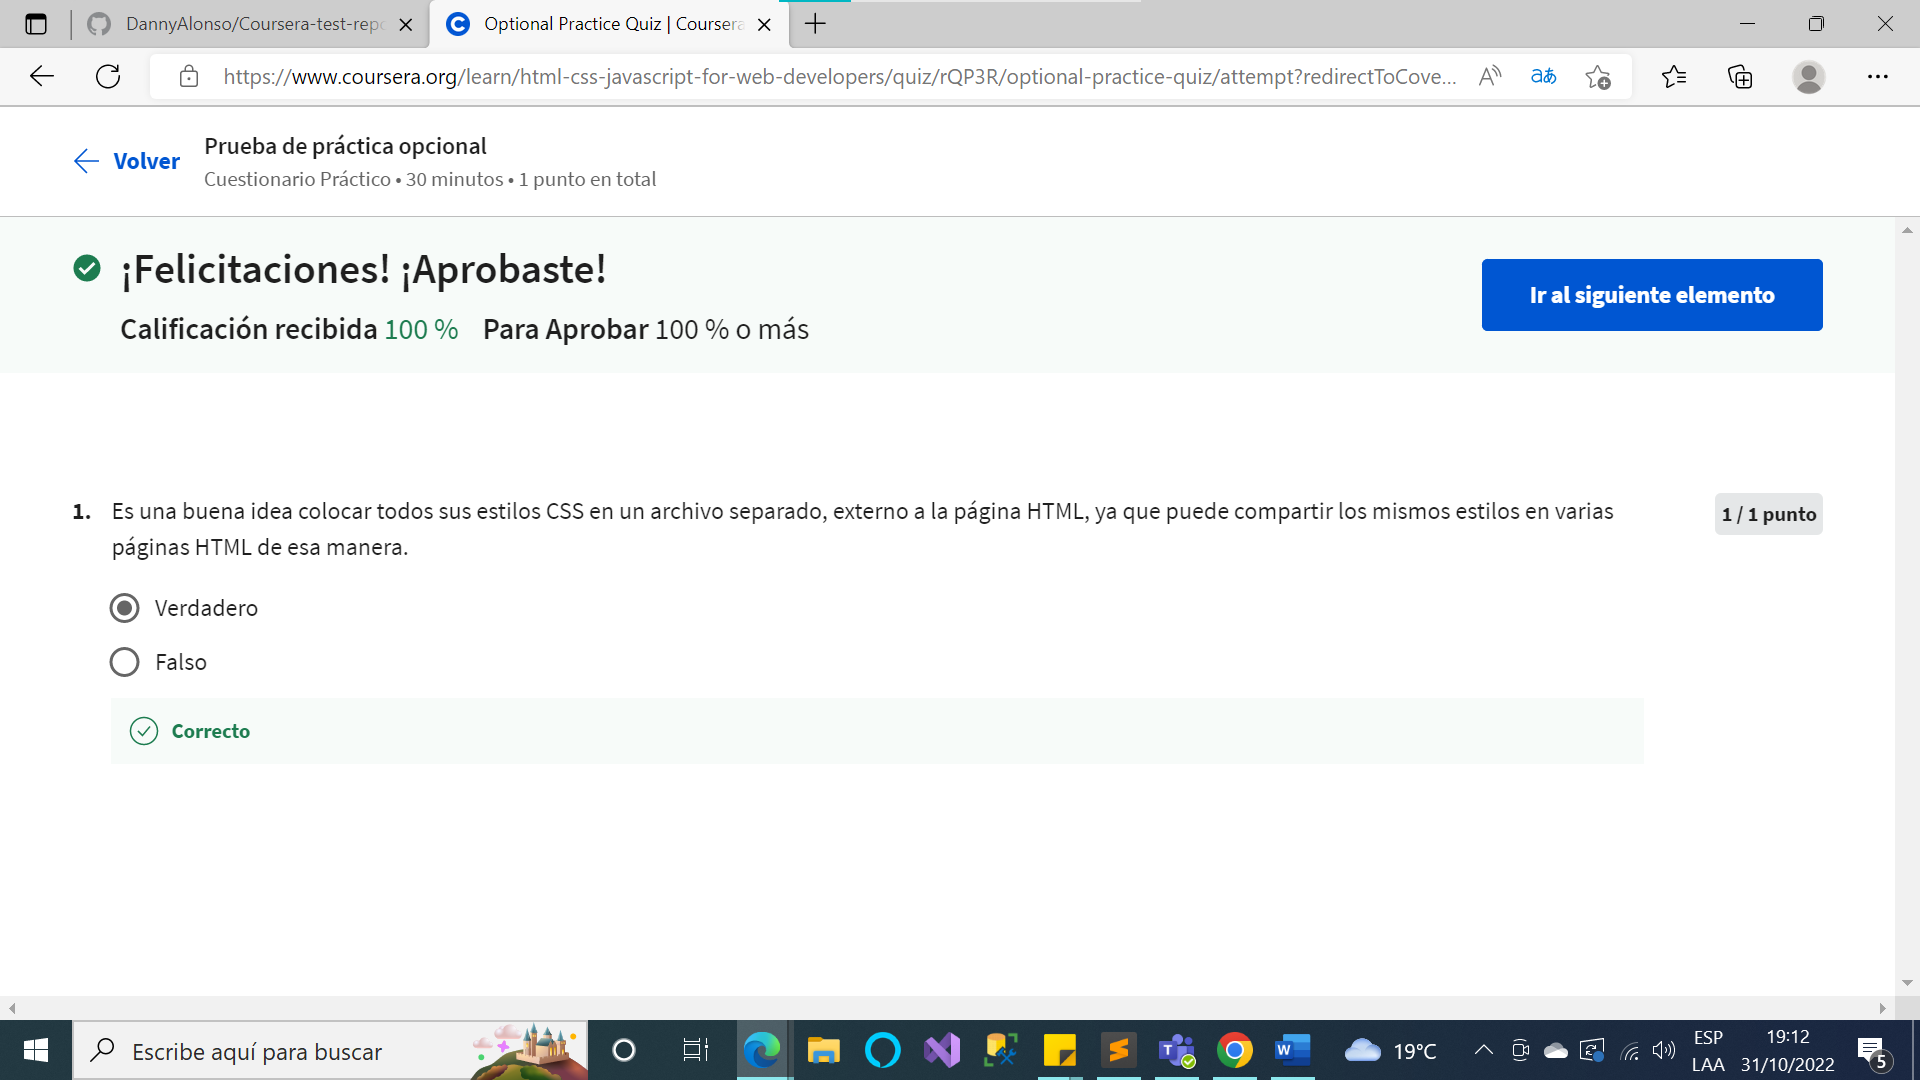 DannyAlonso/Coursera-test-repo
Optional Practice Quiz | Coursera
https://www.coursera.org/learn/html-css-javascript-for-web-developers/quiz/rQP3R/optional-practice-quiz/attempt?redirectToCove...
Volver
Prueba de práctica opcional
Cuestionario Práctico • 30 minutos • 1 punto en total
¡Felicitaciones! ¡Aprobaste!
Calificación recibida 100 % Para Aprobar 100 % o más
Ir al siguiente elemento
1. Es una buena idea colocar todos sus estilos CSS en un archivo separado, externo a la página HTML, ya que puede compartir los mismos estilos en varias
páginas HTML de esa manera.
1 / 1 punto
Verdadero
Falso
Correcto
Escribe aquí para buscar
19°C
ESP
LAA
19:12
31/10/2022
5